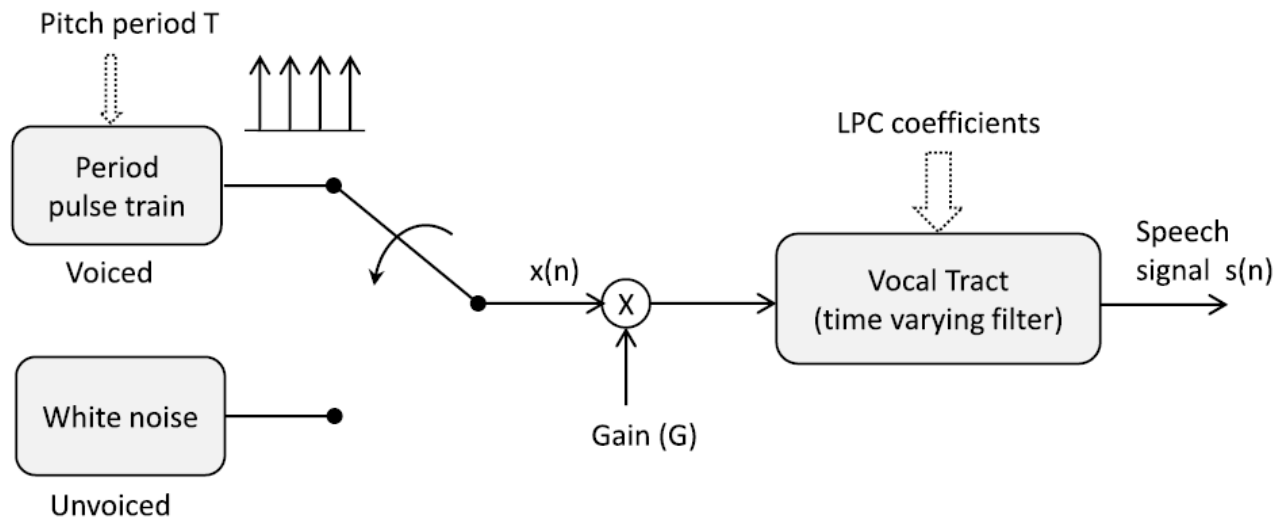 Pitch period T
Period
pulse train
Voiced
White noise
Unvoiced
x(n)
X
Gain (G)
LPC coefficients
Vocal Tract
(time varying filter)
Speech
signal s(n)